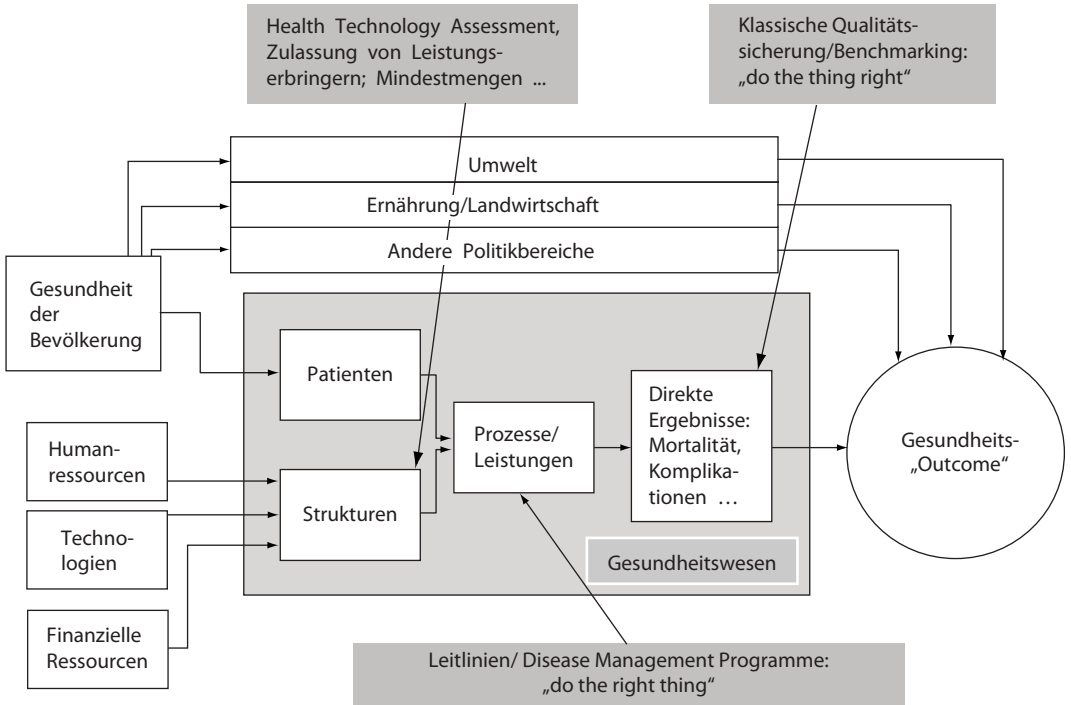 Health Technology Assessment,
Zulassung von Leistungs-
erbringern; Mindestmengen ...
Klassische Qualitäts-
sicherung/Benchmarking:
„do the thing right“
Umwelt
Ernährung/Landwirtschaft
Andere Politikbereiche
Gesundheit
der
Bevölkerung
Patienten
Human-
ressourcen
Techno-
logien
Finanzielle
Ressourcen
Strukturen
Prozesse/
Leistungen
Direkte
Ergebnisse:
Mortalität,
Komplika-
tionen ...
Gesundheits-
„Outcome“
Gesundheitswesen
Leitlinien/ Disease Management Programme:
„do the right thing“